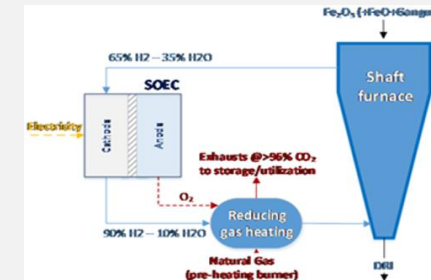 Fe₂O₃ (+FeO+Gangue
65% H2 – 35% H2O
Shaft
furnace
SOEC
Electricity
Cathode
Anode
Exhausts @>96% CO₂
to storage/utilization
O₂
Reducing
gas heating
90% H2 – 10% H2O
Natural Gas
(pre-heating burner)
DRI